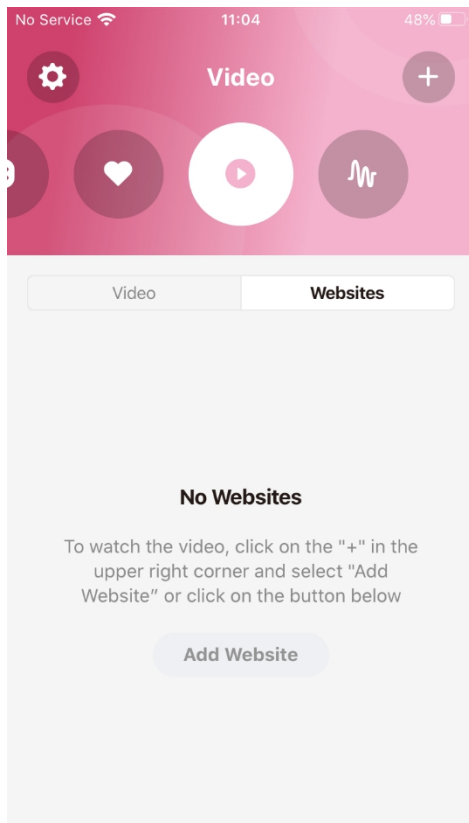 No Service 11:04 48%
Video
Video Websites
No Websites
To watch the video, click on the "+" in the
upper right corner and select "Add
Website” or click on the button below
Add Website